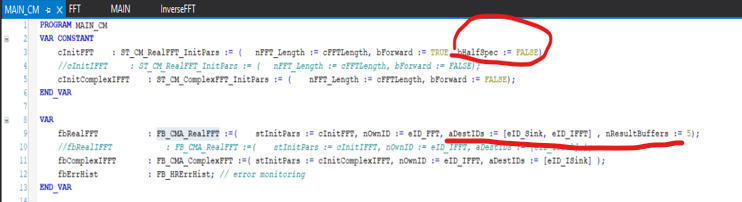 MAIN_CM FFT MAIN InverseFFT
1 PROGRAM MAIN_CM
2 VAR CONSTANT
3 cInitFFT : ST_CM_RealFFT_InitPars := ( nFFT_Length := cFFTLength, bForward := TRUE, bHalfSpec := FALSE)
4 //cInitIFFT : ST_CM_RealFFT_InitPars := ( nFFT_Length := cFFTLength, bForward := FALSE);
5 cInitComplexIFFT : ST_CM_ComplexFFT_InitPars := ( nFFT_Length := cFFTLength, bForward := FALSE);
6 END_VAR
7
8 VAR
9 fbRealFFT : FB_CMA_RealFFT :=( stInitPars := cInitFFT, nOwnID := eID_FFT, aDestIDs := [eID_Sink, eID_IFFT] , nResultBuffers := 5);
10 //fbRealIFFT : FB_CMA_RealFFT :=( stInitPars := cInitIFFT, nOwnID := eID_IFFT, aDestIDs :=
11 fbComplexIFFT : FB_CMA_ComplexFFT :=( stInitPars := cInitComplexIFFT, nOwnID := eID_IFFT, aDestIDs := [eID_ISink] );
12 fbErrHist : FB_HRErrHist; // error monitoring
13 END_VAR
14